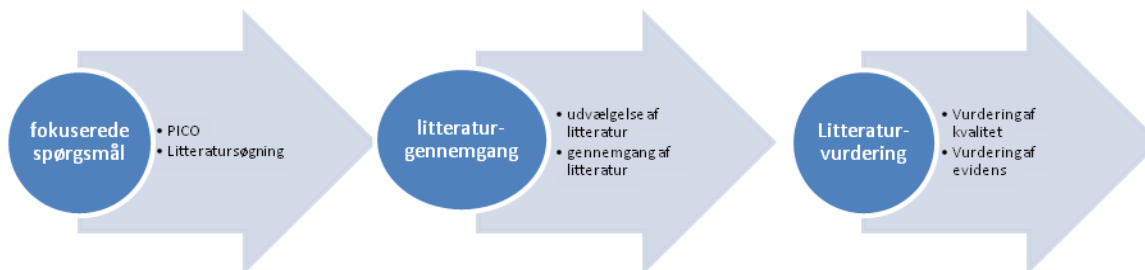 fokuserede
spørgsmål
• PICO
• Litteratursøgning
litteratur-
gennemgang
• udvælgelse af
litteratur
• gennemgang af
litteratur
Litteratur-
vurdering
• Vurdering af
kvalitet
• Vurdering af
evidens